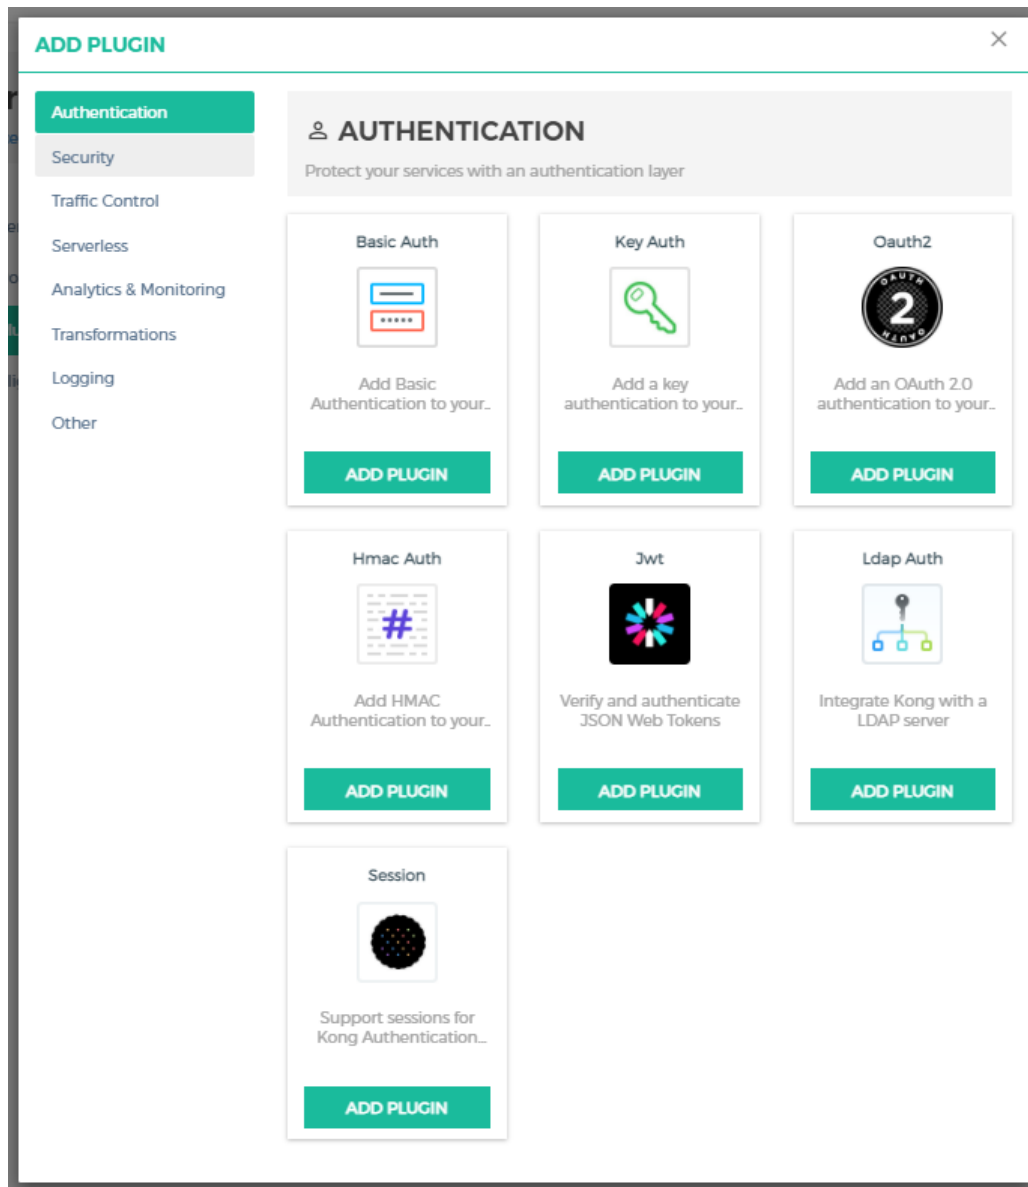 ADD PLUGIN
Authentication
Security
Traffic Control
Serverless
Analytics & Monitoring
Transformations
Logging
Other
AUTHENTICATION
Protect your services with an authentication layer
Basic Auth
Add Basic
Authentication to your...
ADD PLUGIN
Key Auth
Add a key
authentication to your...
ADD PLUGIN
Oauth2
OAUTH
2
OAUTH
Add an OAuth 2.0
authentication to your...
ADD PLUGIN
Hmac Auth
#
Add HMAC
Authentication to your...
ADD PLUGIN
Jwt
Verify and authenticate
JSON Web Tokens
ADD PLUGIN
Ldap Auth
Integrate Kong with a
LDAP server
ADD PLUGIN
Session
Support sessions for
Kong Authentication...
ADD PLUGIN